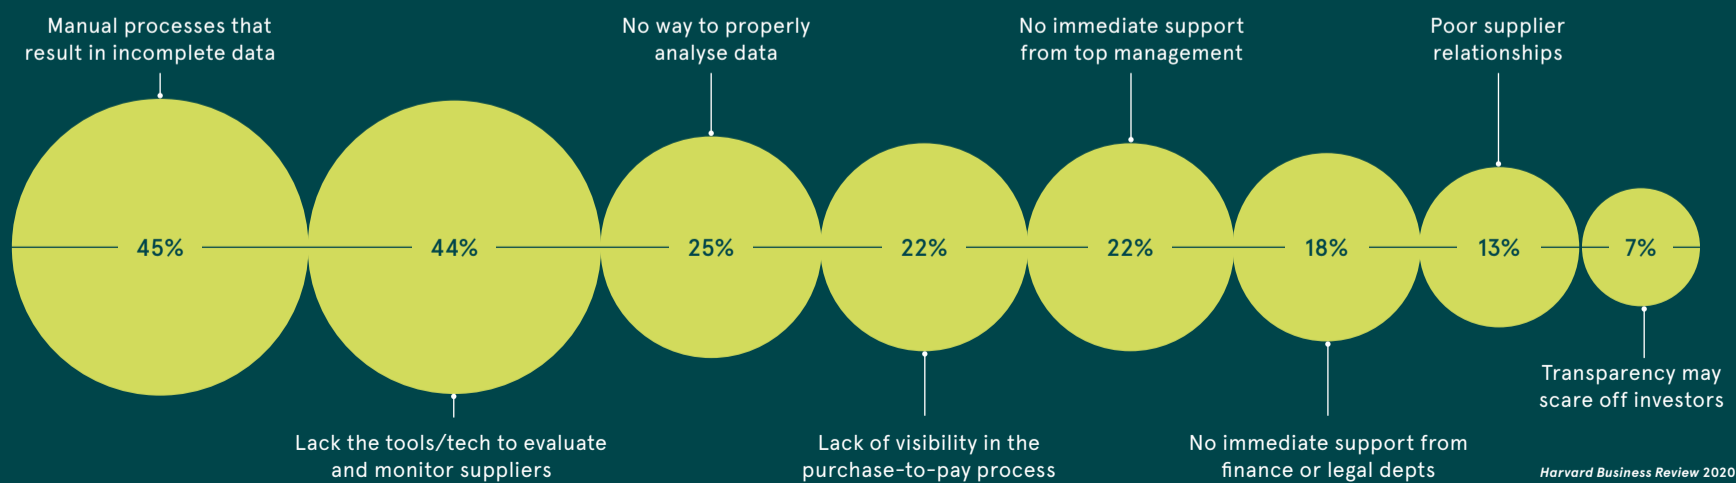 Manual processes that
result in incomplete data
No way to properly
analyse data
No immediate support
from top management
Poor supplier
relationships
45%
44%
25%
22%
22%
18%
13%
7%
Lack the tools/tech to evaluate
and monitor suppliers
Lack of visibility in the
purchase-to-pay process
No immediate support from
finance or legal depts
Transparency may
scare off investors
Harvard Business Review 2020